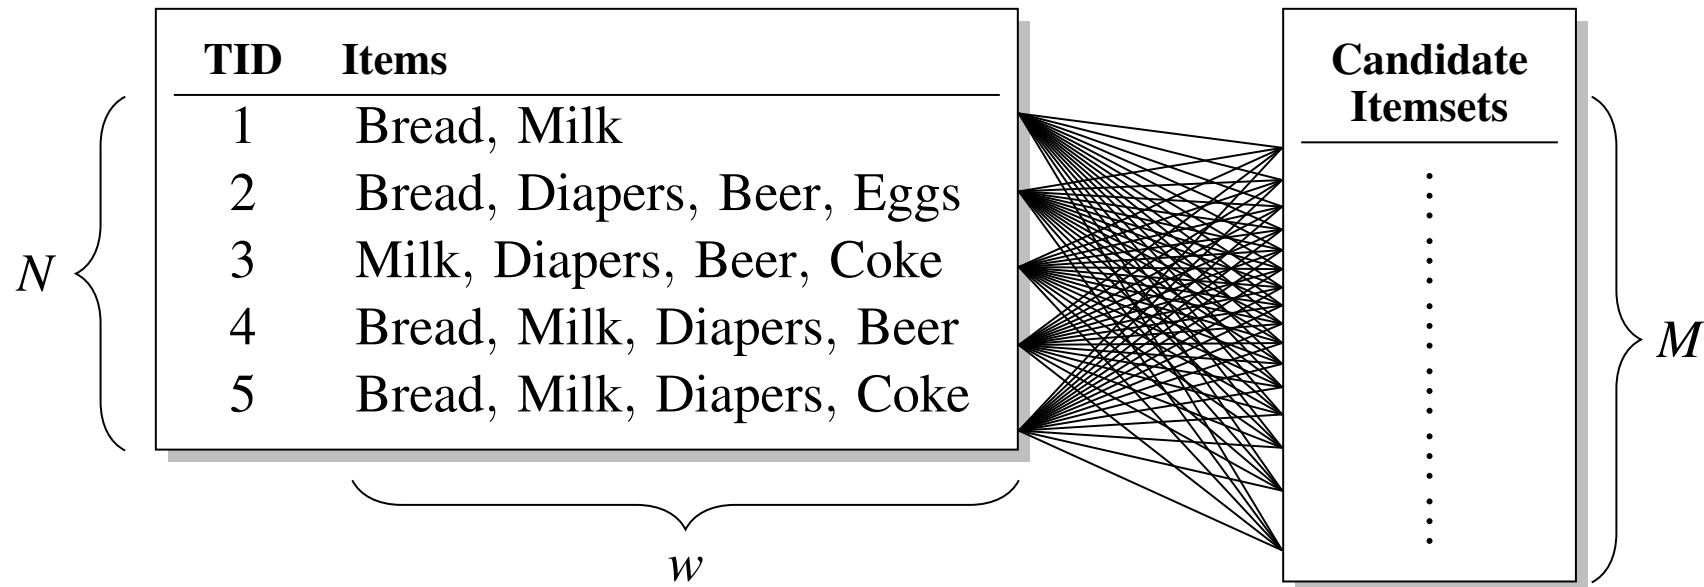 TID Items
1 Bread, Milk
2 Bread, Diapers, Beer, Eggs
3 Milk, Diapers, Beer, Coke
4 Bread, Milk, Diapers, Beer
5 Bread, Milk, Diapers, Coke
N
w
Candidate
Itemsets
M